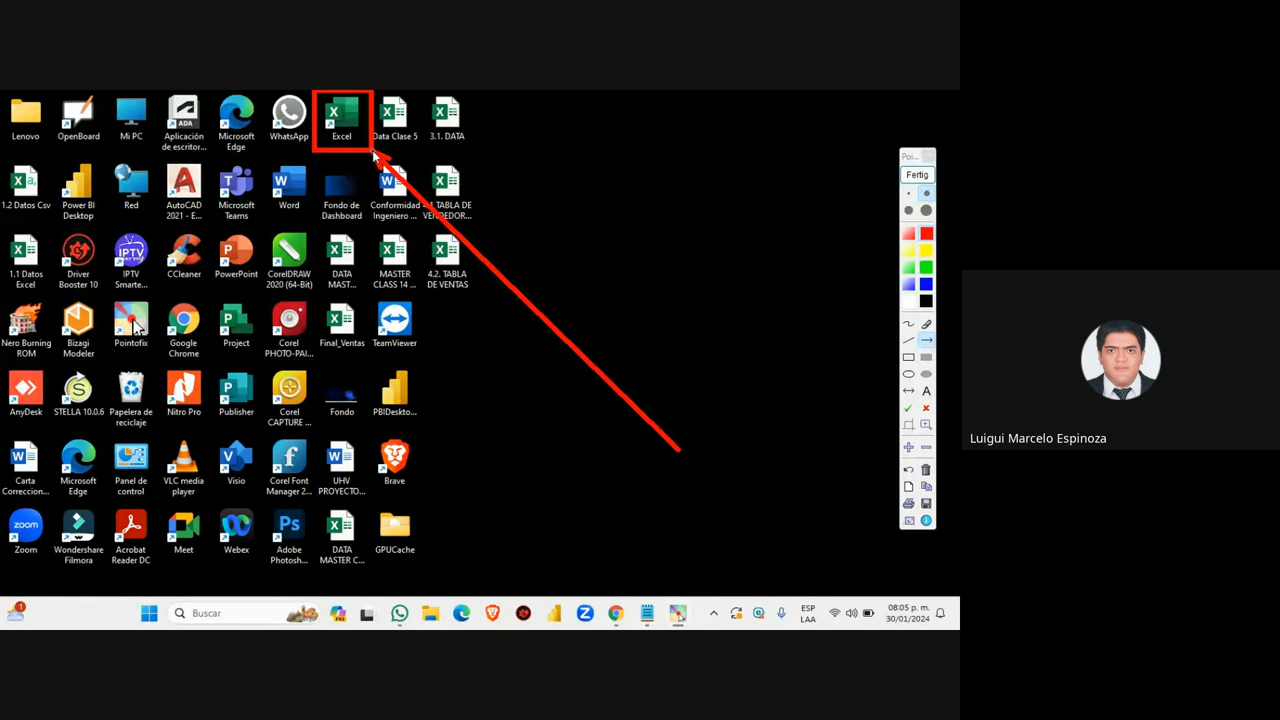 Lenovo
OpenBoard
Mi PC
Aplicación
de escritor...
Microsoft
Edge
WhatsApp
Excel
Data Clase 5
3.1. DATA
1.2 Datos Csv
Power BI
Desktop
Red
AutoCAD
2021 - E...
Microsoft
Teams
Word
Fondo de
Dashboard
Conformidad
Ingeniero ...
TABLA DE
VENDEDOR...
1.1 Datos
Excel
Driver
Booster 10
IPTV
Smarte...
CCleaner
PowerPoint
CorelDRAW
2020 (64-Bit)
DATA
MAST...
MASTER
CLASS 14 ...
4.2. TABLA
DE VENTAS
Nero Burning
ROM
Bizagi
Modeler
Pointofix
Google
Chrome
Project
Corel
PHOTO-PAI...
Final_Ventas
TeamViewer
AnyDesk
STELLA 10.0.6
Papelera de
reciclaje
Nitro Pro
Publisher
Corel
CAPTURE ...
Fondo
PBIDeskto...
Carta
Correccion...
Microsoft
Edge
Panel de
control
VLC media
player
Visio
Corel Font
Manager 2...
UHV
PROYECTO...
Brave
Zoom
Wondershare
Filmora
Acrobat
Reader DC
Meet
Webex
Adobe
Photosh...
DATA
MASTER C...
GPUCache
Poi...
Fertig
Luigui Marcelo Espinoza
Buscar
ESP
LAA
08:05 p. m.
30/01/2024